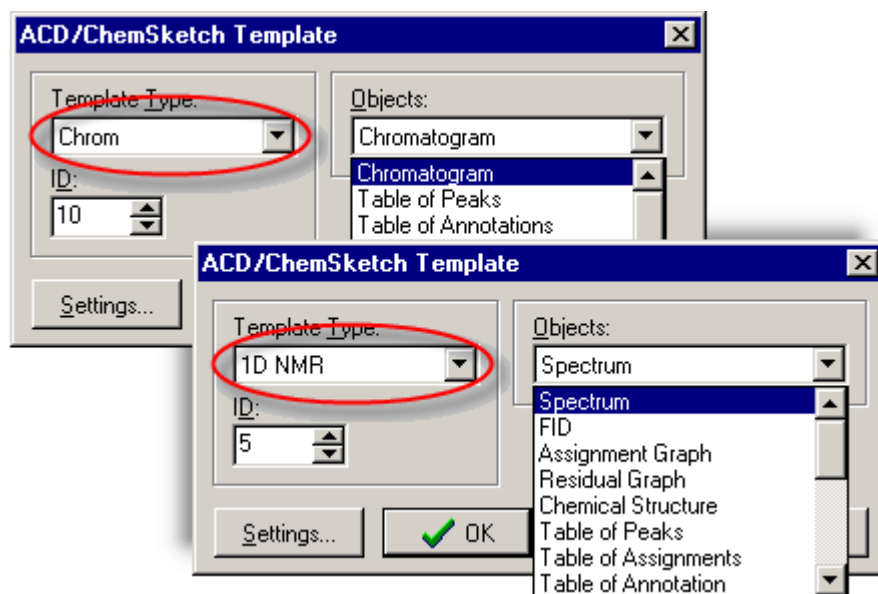 ACD/ChemSketch Template
Template Type:
Objects:
Chrom
Chromatogram
Chromatogram
ID:
Table of Peaks
10
Table of Annotations
Settings...
ACD/ChemSketch Template
Template Type:
Objects:
1D NMR
Spectrum
Spectrum
ID:
FID
5
Assignment Graph
Residual Graph
Chemical Structure
Settings...
OK
Table of Peaks
Table of Assignments
Table of Annotation